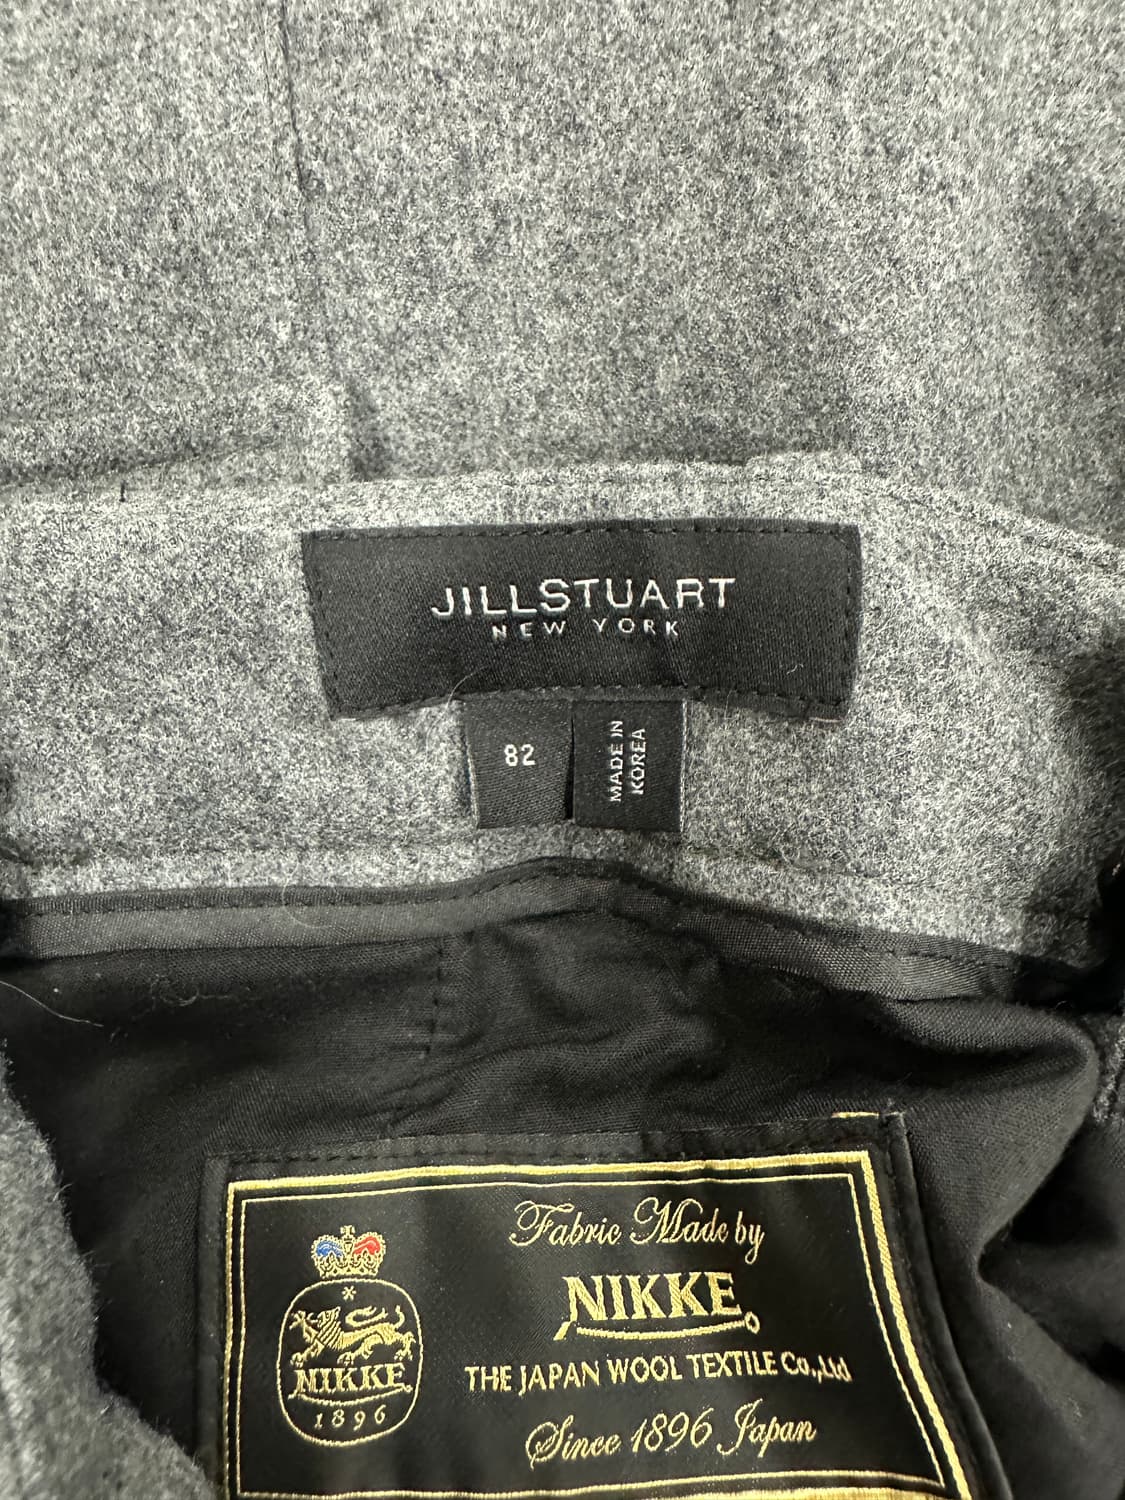 JILLSTUART
NEW YORK
82
MADE IN
KOREA
Fabric Made by
NIKKE
THE JAPAN WOOL TEXTILE Co.,Ltd
Since 1896 Japan
NIKKE
1896